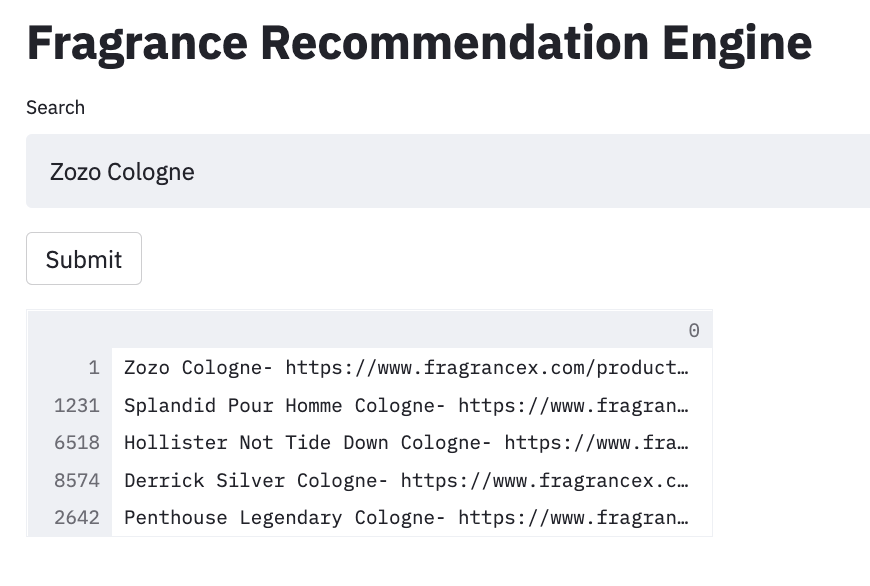 Fragrance Recommendation Engine
Search
Zozo Cologne
Submit
0
1 Zozo Cologne- https://www.fragrancex.com/product…
1231 Splandid Pour Homme Cologne- https://www.fragran…
6518 Hollister Not Tide Down Cologne- https://www.fra…
8574 Derrick Silver Cologne- https://www.fragrancex.c…
2642 Penthouse Legendary Cologne- https://www.fragran…